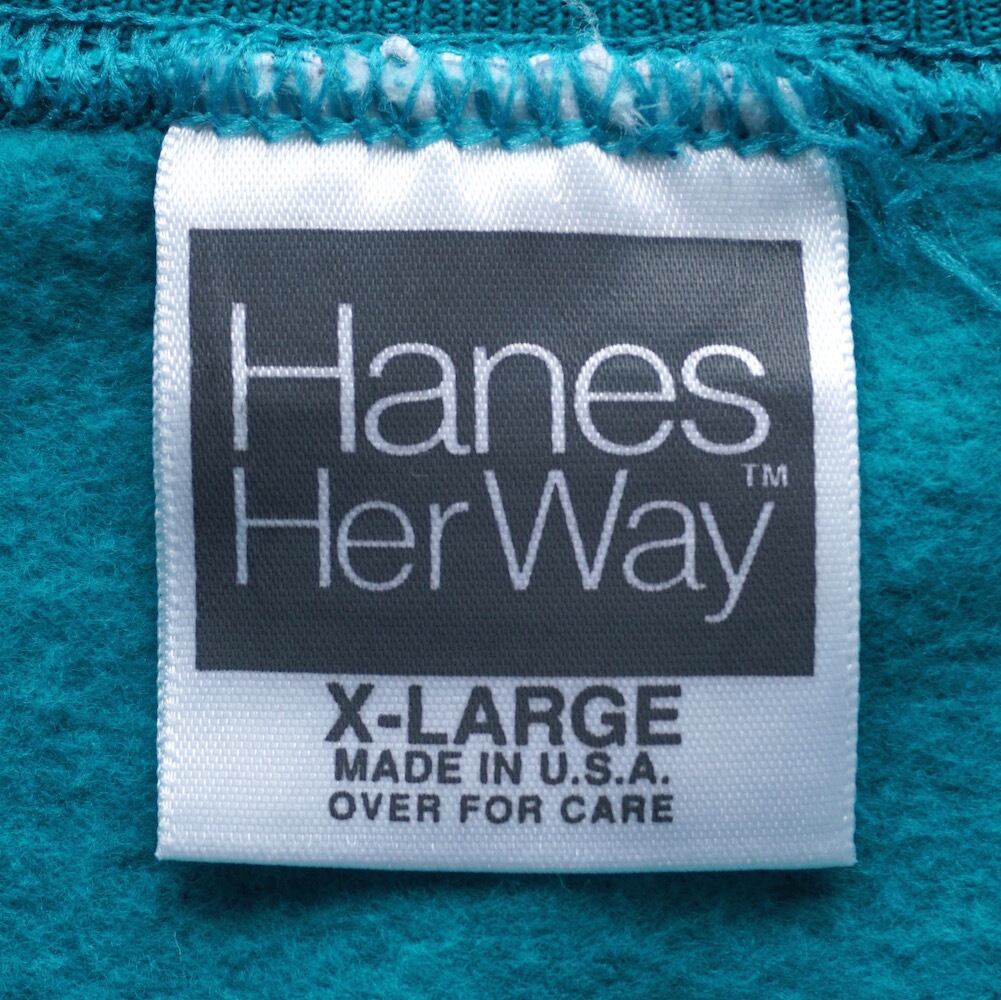 Hanes
Her Way™
X-LARGE
MADE IN U.S.A.
OVER FOR CARE